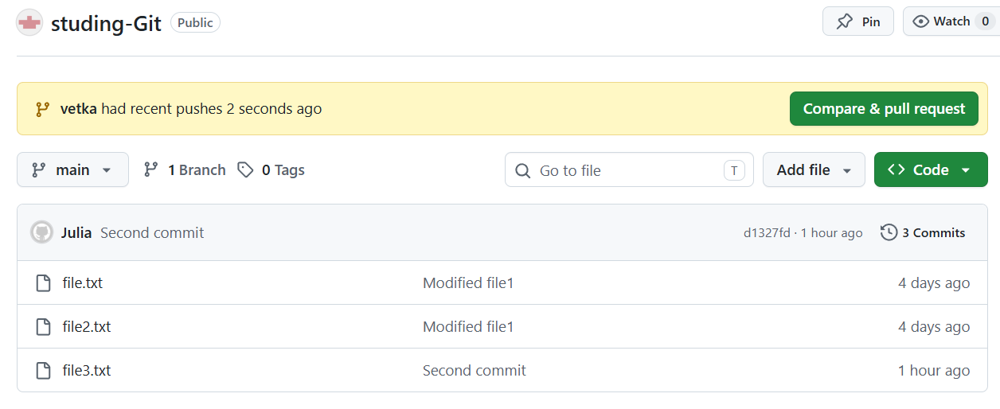 studing-Git Public Pin Watch 0
vetka had recent pushes 2 seconds ago Compare & pull request
main 1 Branch 0 Tags Go to file T Add file <> Code
Julia Second commit d1327fd · 1 hour ago 3 Commits
file.txt Modified file1 4 days ago
file2.txt Modified file1 4 days ago
file3.txt Second commit 1 hour ago